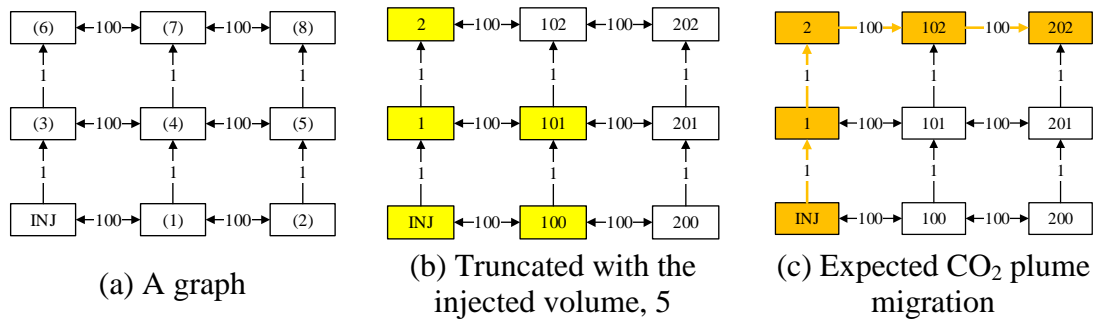 (6) 100 (7) 100 (8)
1 1 1
(3) 100 (4) 100 (5)
1 1 1
INJ 100 (1) 100 (2)
(a) A graph
2 100 102 100 202
1 1 1
1 100 101 100 201
1 1 1
INJ 100 100 100 200
(b) Truncated with the
injected volume, 5
2 100 102 100 202
1 1 1
1 100 101 100 201
1 1 1
INJ 100 100 100 200
(c) Expected CO₂ plume
migration